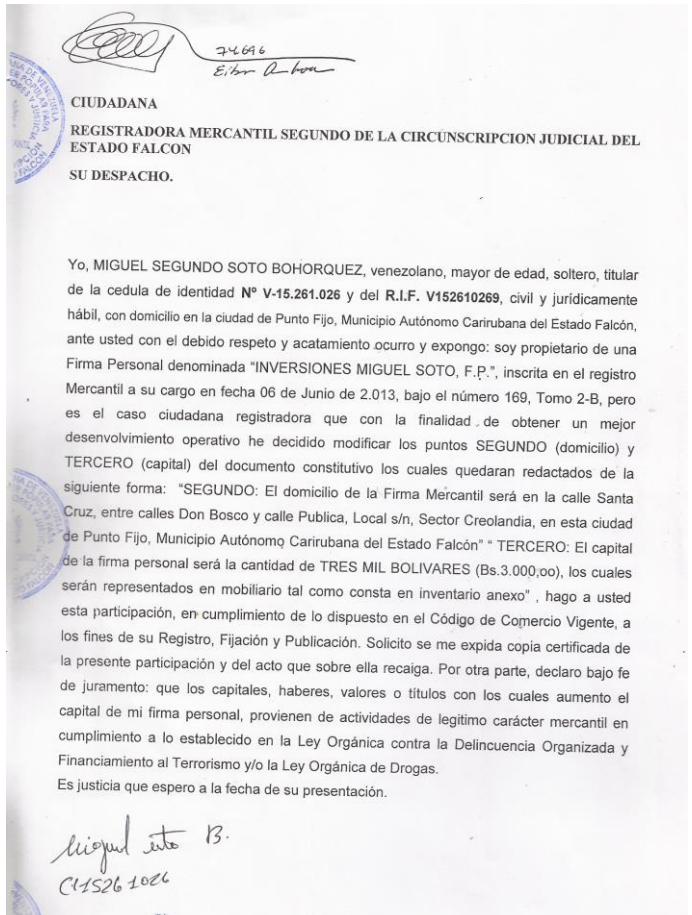 74696
CIUDADANA
REGISTRADORA MERCANTIL SEGUNDO DE LA CIRCUNSCRIPCION JUDICIAL DEL
ESTADO FALCON
SU DESPACHO.
Yo, MIGUEL SEGUNDO SOTO BOHORQUEZ, venezolano, mayor de edad, soltero, titular
de la cedula de identidad Nº V-15.261.026 y del R.I.F. V152610269, civil y jurídicamente
hábil, con domicilio en la ciudad de Punto Fijo, Municipio Autónomo Carirubana del Estado Falcón,
ante usted con el debido respeto y acatamiento ocurro y expongo: soy propietario de una
Firma Personal denominada “INVERSIONES MIGUEL SOTO, F.P.”, inscrita en el registro
Mercantil a su cargo en fecha 06 de Junio de 2.013, bajo el número 169, Tomo 2-B, pero
es el caso ciudadana registradora que con la finalidad de obtener un mejor
desenvolvimiento operativo he decidido modificar los puntos SEGUNDO (domicilio) y
TERCERO (capital) del documento constitutivo los cuales quedaran redactados de la
siguiente forma: “SEGUNDO: El domicilio de la Firma Mercantil será en la calle Santa
Cruz, entre calles Don Bosco y calle Publica, Local s/n, Sector Creolandia, en esta ciudad
de Punto Fijo, Municipio Autónomo Carirubana del Estado Falcón” “ TERCERO: El capital
de la firma personal será la cantidad de TRES MIL BOLIVARES (Bs.3.000,oo), los cuales
serán representados en mobiliario tal como consta en inventario anexo” , hago a usted
esta participación, en cumplimiento de lo dispuesto en el Código de Comercio Vigente, a
los fines de su Registro, Fijación y Publicación. Solicito se me expida copia certificada de
la presente participación y del acto que sobre ella recaiga. Por otra parte, declaro bajo fe
de juramento: que los capitales, haberes, valores o títulos con los cuales aumento el
capital de mi firma personal, provienen de actividades de legitimo carácter mercantil en
cumplimiento a lo establecido en la Ley Orgánica contra la Delincuencia Organizada y
Financiamiento al Terrorismo y/o la Ley Orgánica de Drogas.
Es justicia que espero a la fecha de su presentación.
Miguel soto B.
CI 15261026